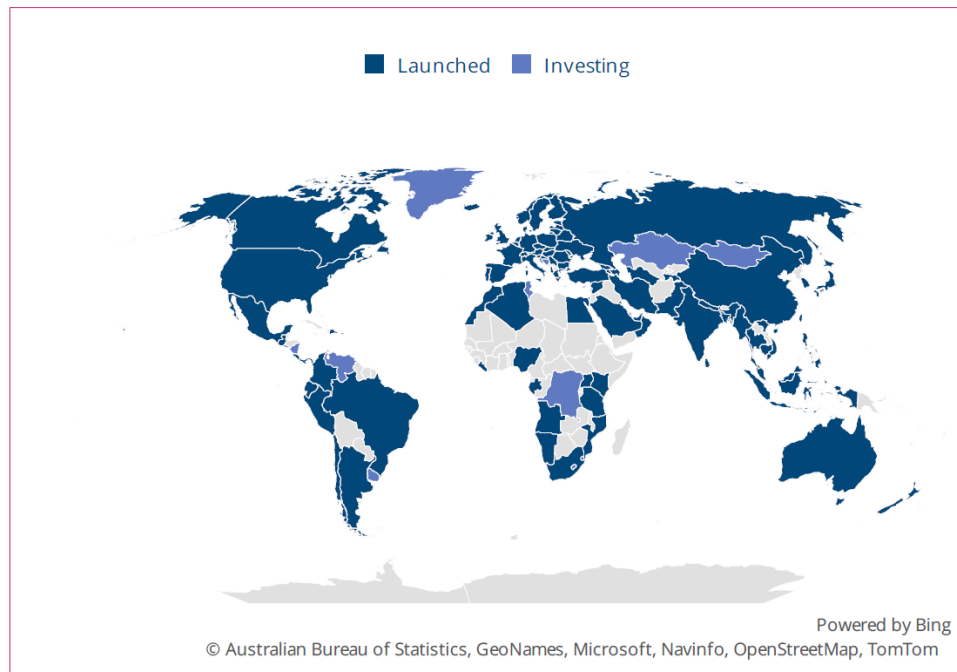 Launched Investing
Powered by Bing
© Australian Bureau of Statistics, GeoNames, Microsoft, Navinfo, OpenStreetMap, TomTom